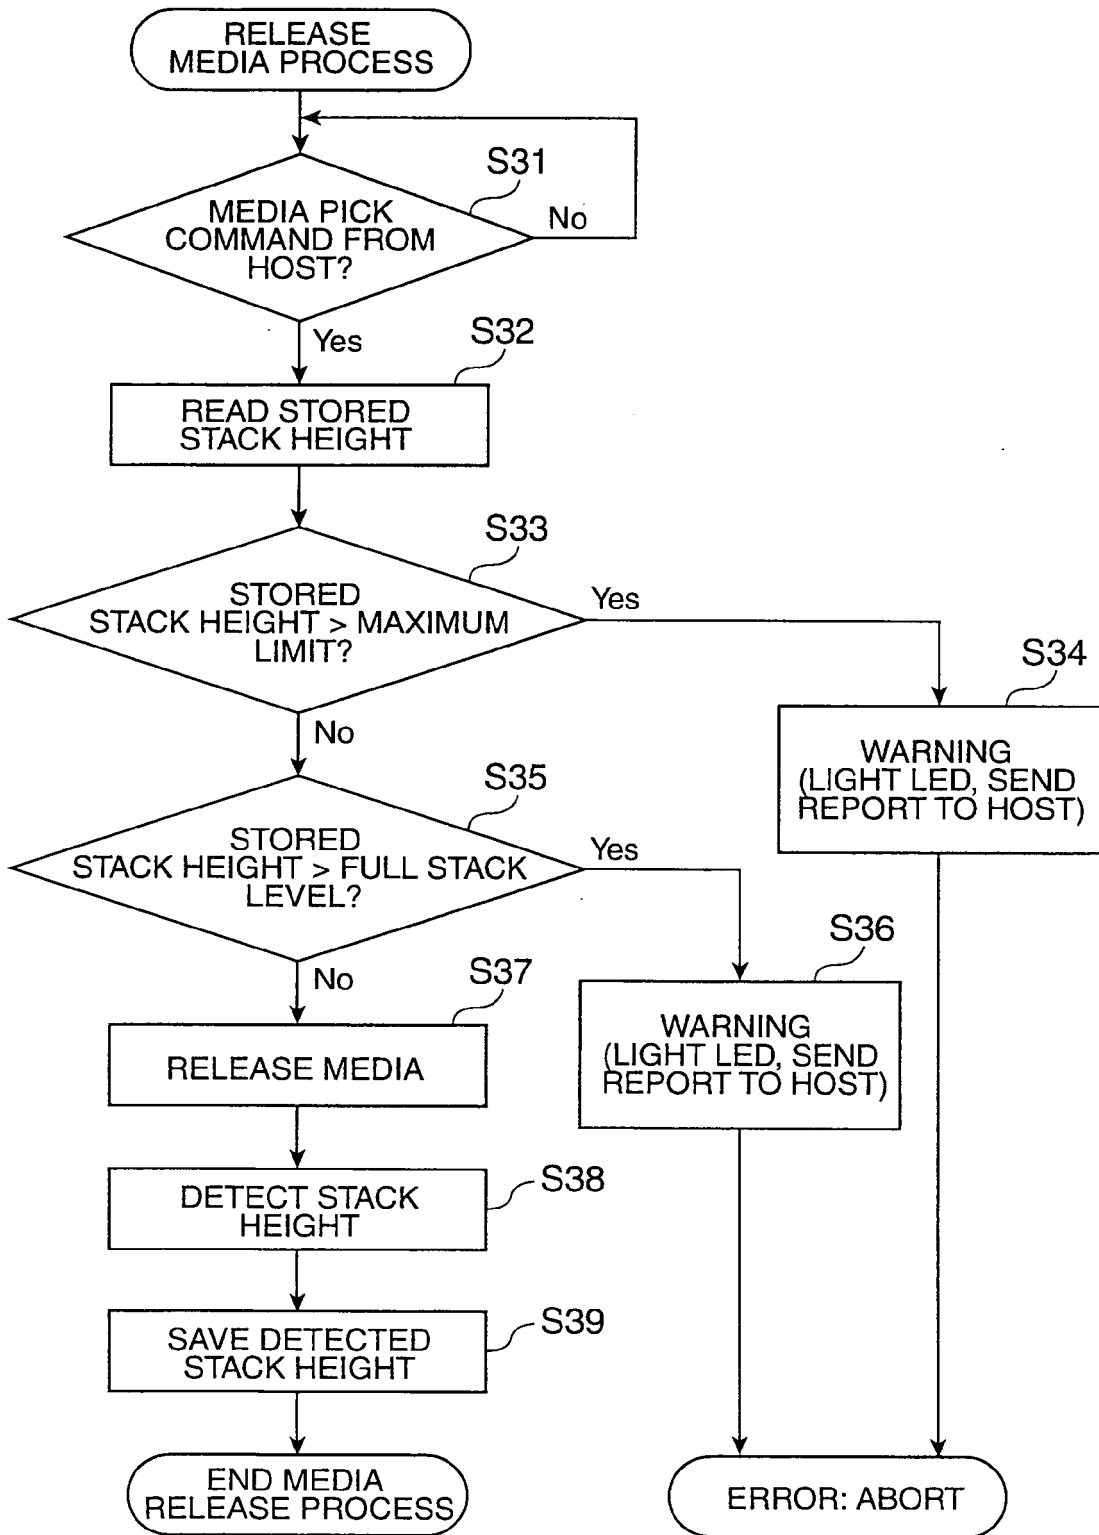 RELEASE
MEDIA PROCESS
S31
MEDIA PICK
COMMAND FROM
HOST?
No
Yes
S32
READ STORED
STACK HEIGHT
S33
STORED
STACK HEIGHT > MAXIMUM
LIMIT?
Yes
No
S34
WARNING
(LIGHT LED, SEND
REPORT TO HOST)
S35
STORED
STACK HEIGHT > FULL STACK
LEVEL?
Yes
No
S36
WARNING
(LIGHT LED, SEND
REPORT TO HOST)
S37
RELEASE MEDIA
S38
DETECT STACK
HEIGHT
S39
SAVE DETECTED
STACK HEIGHT
END MEDIA
RELEASE PROCESS
ERROR: ABORT